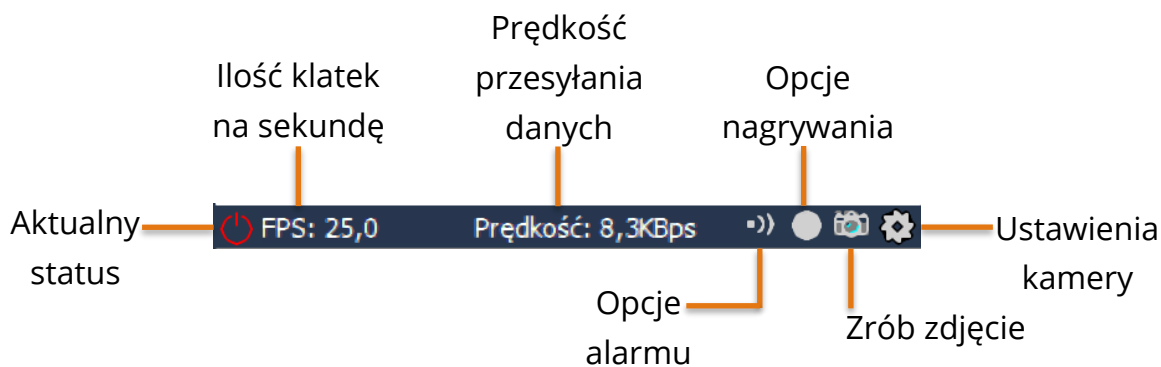 Prędkość
przesyłania
danych
Ilość klatek
na sekundę
Opcje
nagrywania
Aktualny
status
FPS: 25,0
Prędkość: 8,3KBps
Ustawienia
kamery
Opcje
alarmu
Zrób zdjęcie